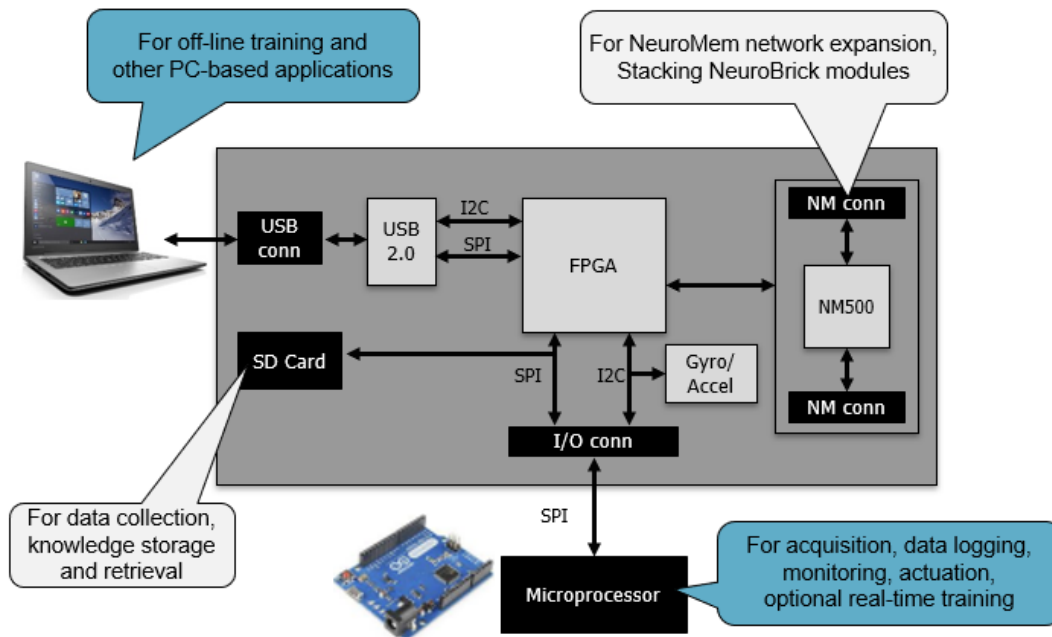 For off-line training and
other PC-based applications
For NeuroMem network expansion,
Stacking NeuroBrick modules
USB
conn
USB
2.0
I2C
SPI
FPGA
NM conn
NM500
NM conn
SD Card
SPI
I2C
Gyro/
Accel
I/O conn
For data collection,
knowledge storage
and retrieval
SPI
Microprocessor
For acquisition, data logging,
monitoring, actuation,
optional real-time training